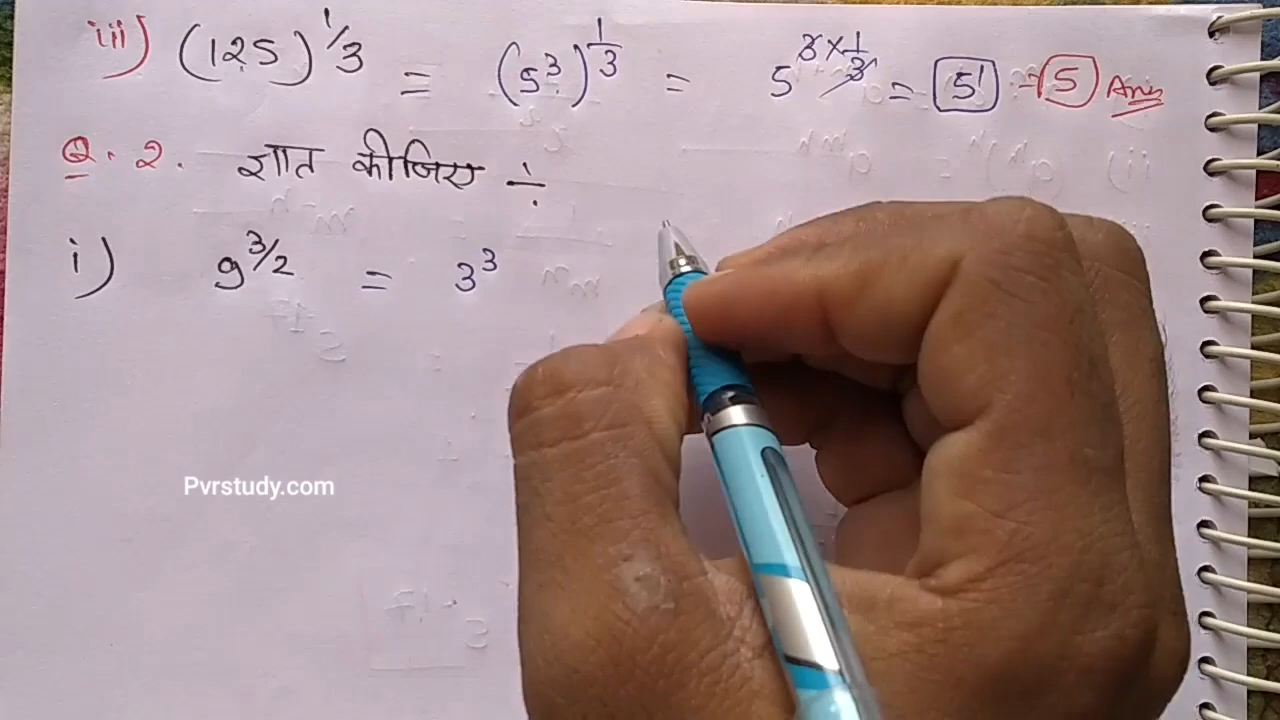 iii) (125)^1/3 = (5^3)^1/3 = 5^3×1/3 = 5^1 = 5 Ans
Q. 2. ज्ञात कीजिए ÷
i) 9^3/2 = 3^3
Pvrstudy.com